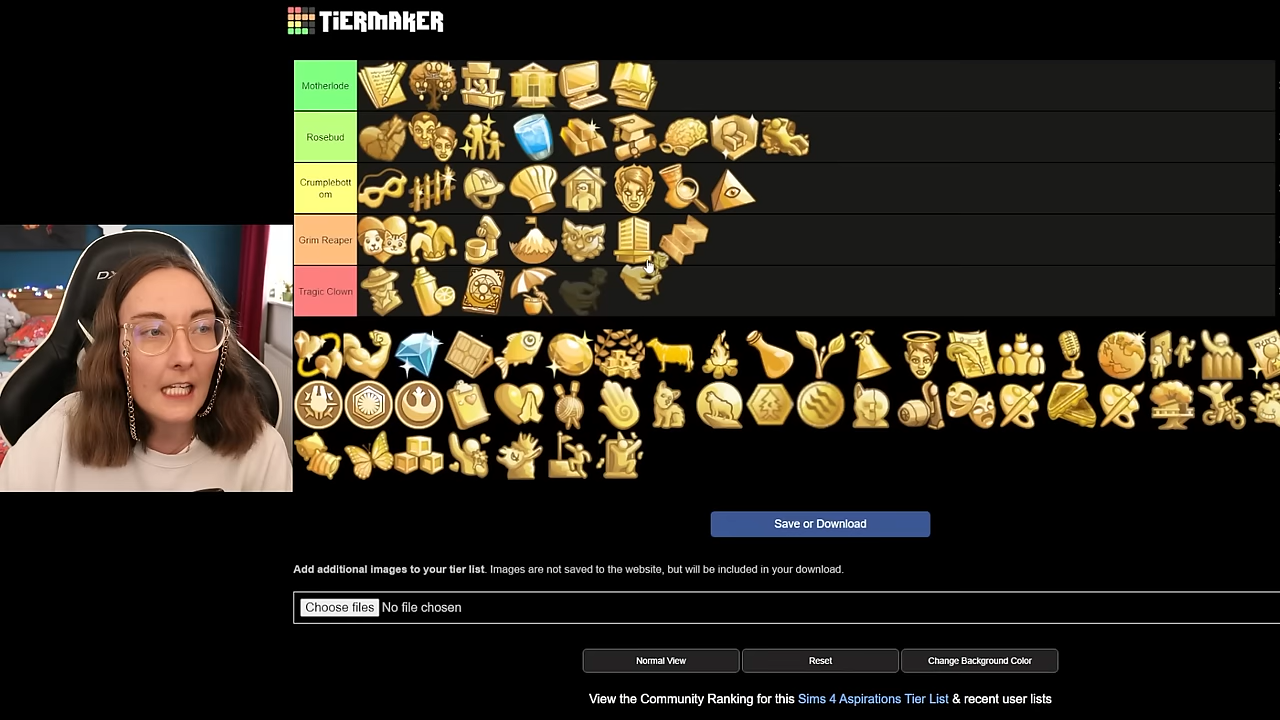 TiERMAKER
Motherlode
Rosebud
Crumplebott
om
Grim Reaper
Tragic Clown
Save or Download
Add additional images to your tier list. Images are not saved to the website, but will be included in your download.
Choose files No file chosen
Normal View
Reset
Change Background Color
View the Community Ranking for this Sims 4 Aspirations Tier List & recent user lists